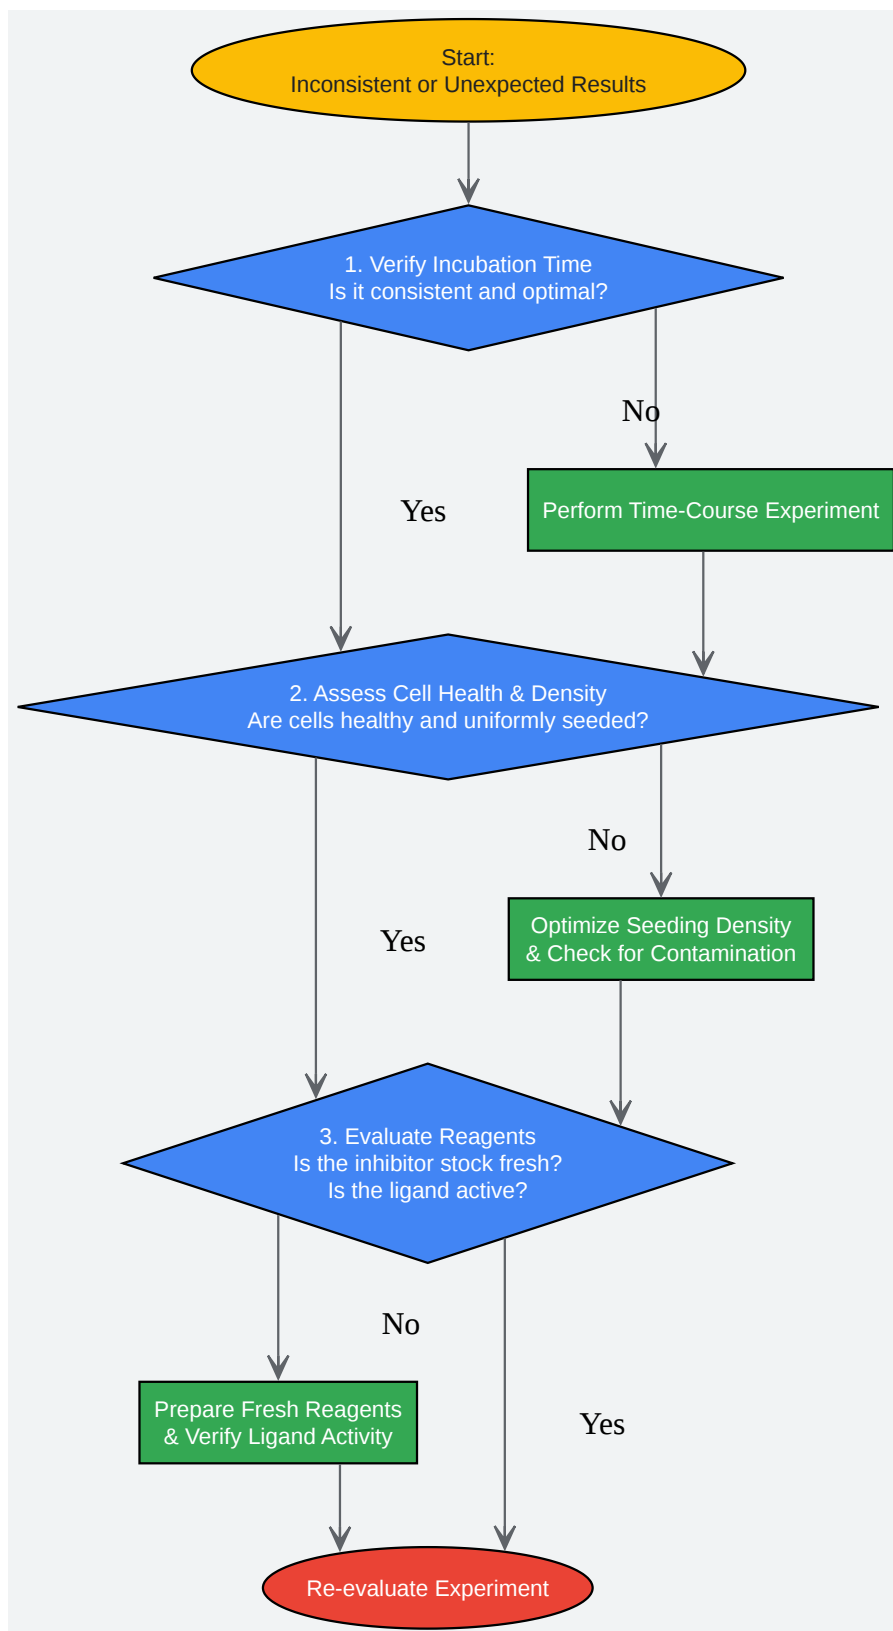 Start:
Inconsistent or Unexpected Results
1. Verify Incubation Time
Is it consistent and optimal?
No
Yes
Perform Time-Course Experiment
2. Assess Cell Health & Density
Are cells healthy and uniformly seeded?
No
Yes
Optimize Seeding Density
& Check for Contamination
3. Evaluate Reagents
Is the inhibitor stock fresh?
Is the ligand active?
No
Prepare Fresh Reagents
& Verify Ligand Activity
Yes
Re-evaluate Experiment